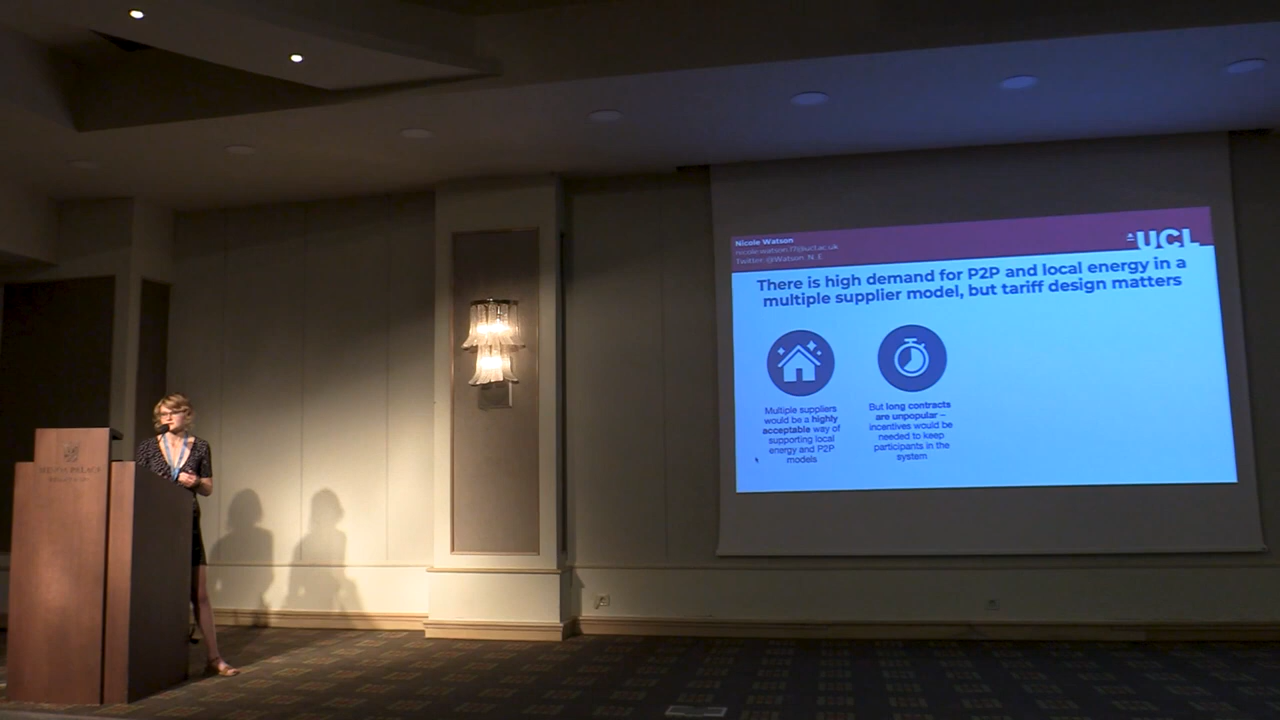 Nicole Watson
nicole.watson.17@ucl.ac.uk
Twitter: @Watson_N_E
UCL
There is high demand for P2P and local energy in a
multiple supplier model, but tariff design matters
Multiple suppliers
would be a highly
acceptable way of
supporting local
energy and P2P
models
But long contracts
are unpopular –
incentives would be
needed to keep
participants in the
system